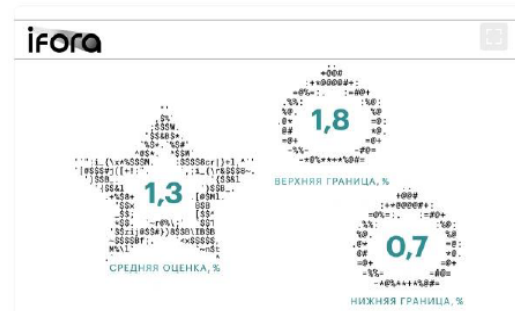 ifora
1,8
ВЕРХНЯЯ ГРАНИЦА, %
1,3
СРЕДНЯЯ ОЦЕНКА, %
0,7
НИЖНЯЯ ГРАНИЦА, %